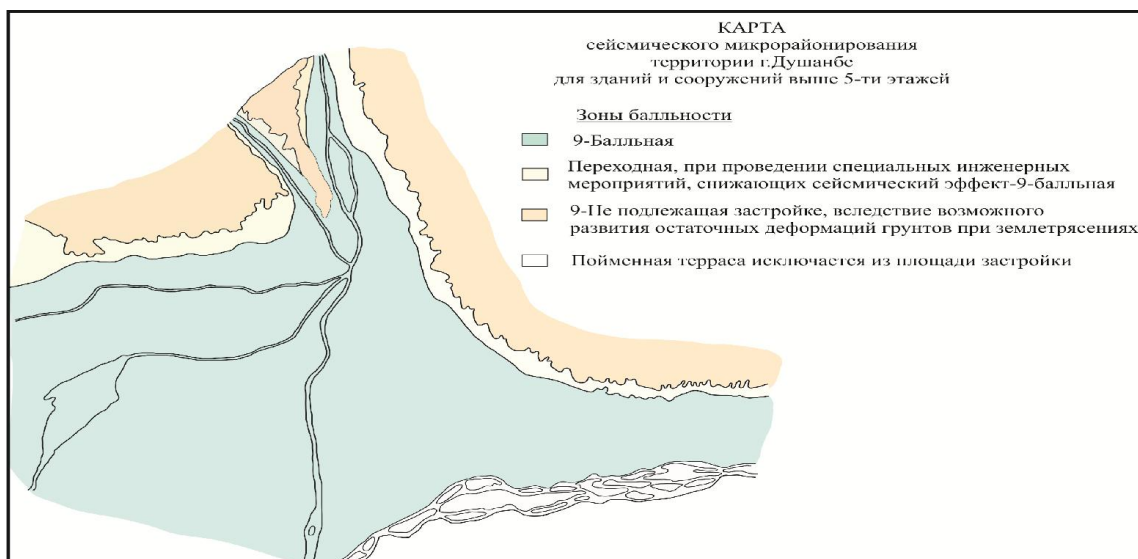 КАРТА
сейсмического микрорайонирования
территории г.Душанбе
для зданий и сооружений выше 5-ти этажей
Зоны балльности
9-Балльная
Переходная, при проведении специальных инженерных
мероприятий, снижающих сейсмический эффект-9-балльная
9-Не подлежащая застройке, вследствие возможного
развития остаточных деформаций грунтов при землетрясениях
Пойменная терраса исключается из площади застройки